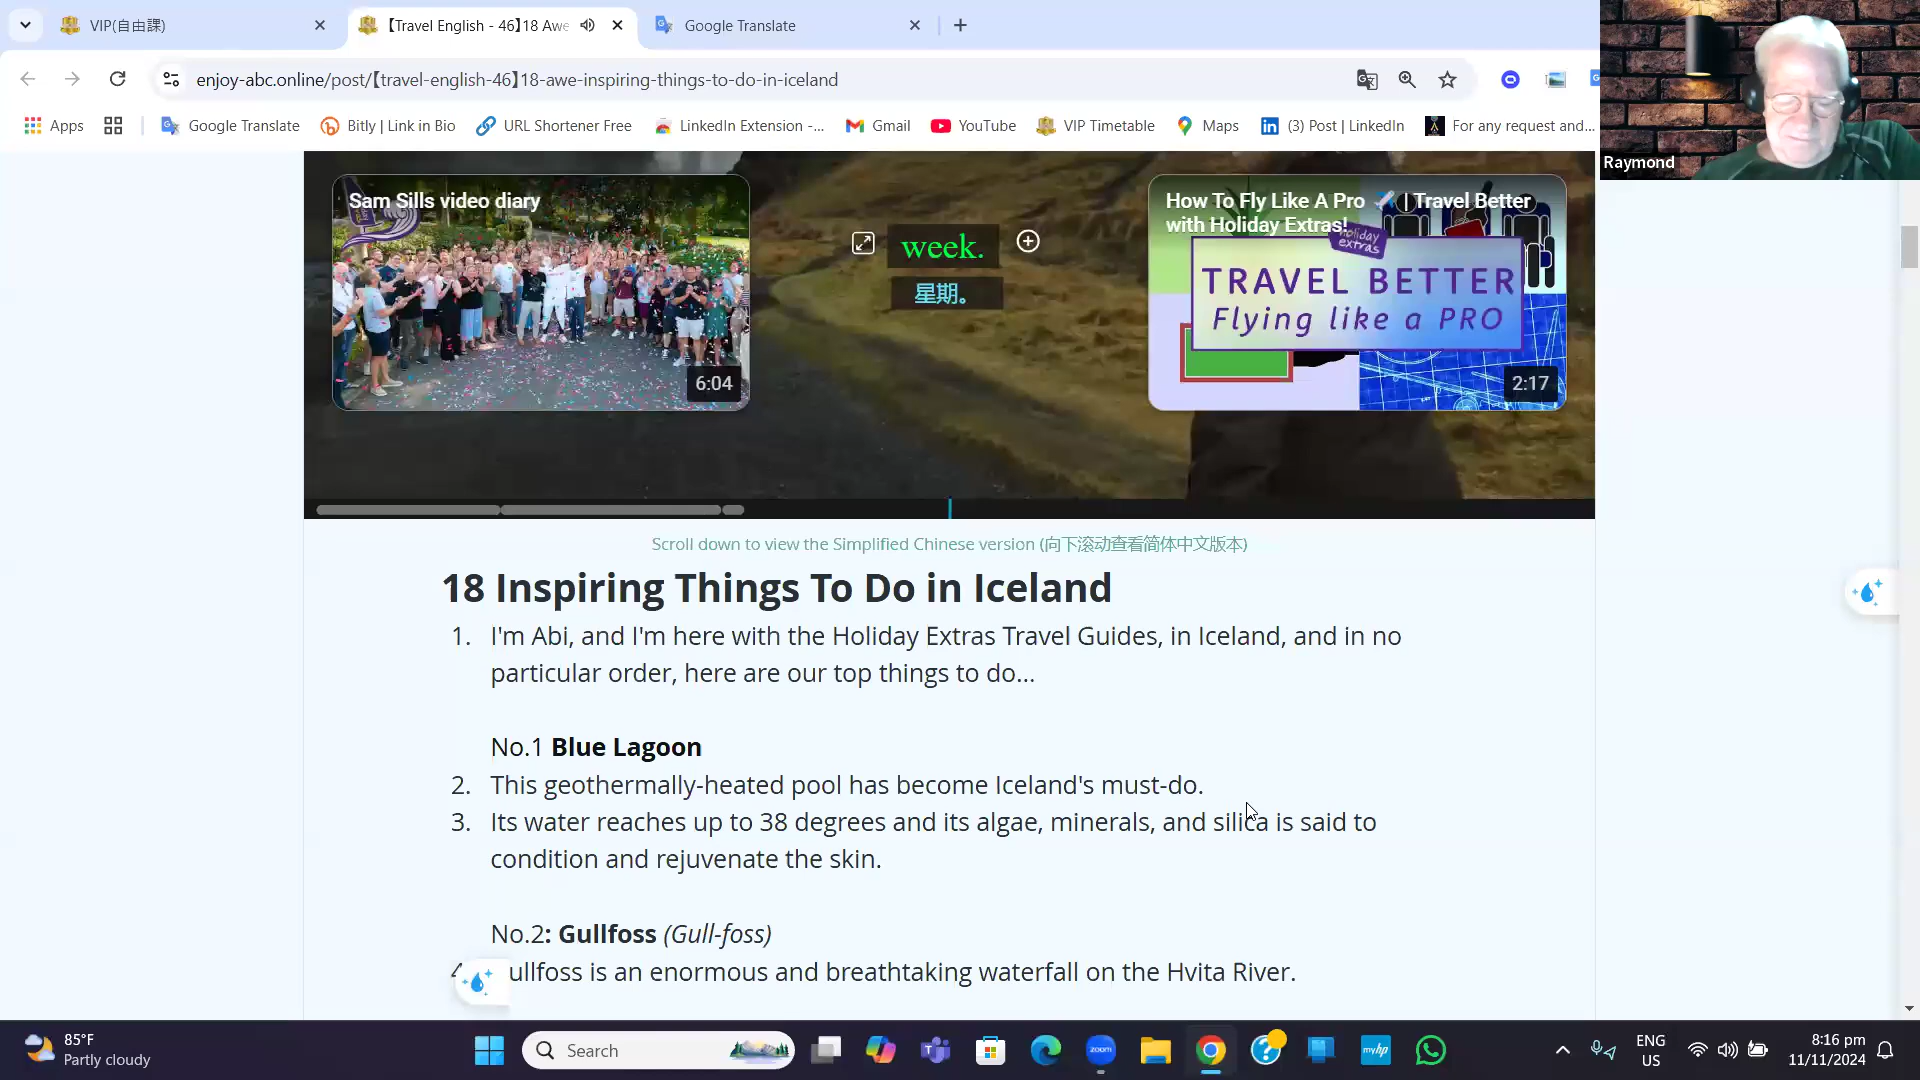 VIP(自由課)
【Travel English - 46】18 Awe
Google Translate
enjoy-abc.online/post/【travel-english-46】18-awe-inspiring-things-to-do-in-iceland
Apps
Google Translate
Bitly | Link in Bio
URL Shortener Free
LinkedIn Extension -...
Gmail
YouTube
VIP Timetable
Maps
(3) Post | LinkedIn
For any request and...
Raymond
Sam Sills video diary
6:04
week.
星期。
How To Fly Like A Pro ✈️ | Travel Better
with Holiday Extras!
holiday
extras
TRAVEL BETTER
Flying like a PRO
2:17
Scroll down to view the Simplified Chinese version (向下滚动查看简体中文版本)
18 Inspiring Things To Do in Iceland
1. I'm Abi, and I'm here with the Holiday Extras Travel Guides, in Iceland, and in no
particular order, here are our top things to do...
No.1 Blue Lagoon
2. This geothermally-heated pool has become Iceland's must-do.
3. Its water reaches up to 38 degrees and its algae, minerals, and silica is said to
condition and rejuvenate the skin.
No.2: Gullfoss (Gull-foss)
ullfoss is an enormous and breathtaking waterfall on the Hvita River.
85°F
Partly cloudy
Search
zoom
myhp
ENG
US
8:16 pm
11/11/2024